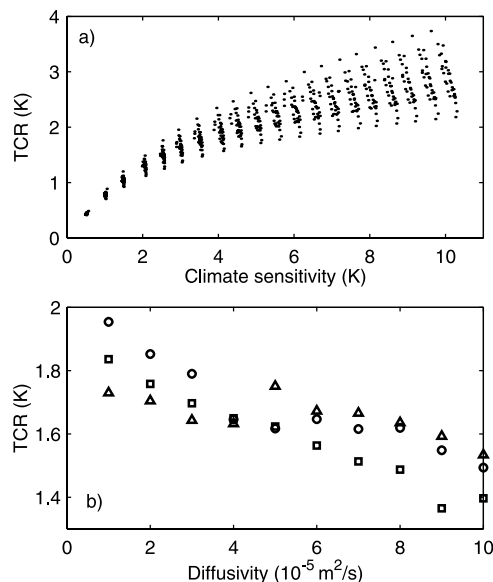 4
a)
3
TCR (K)
2
1
0
0 2 4 6 8 10
Climate sensitivity (K)
2
1.8
TCR (K)
1.6
1.4
b)
0 2 4 6 8 10
Diffusivity (10⁻⁵ m²/s)